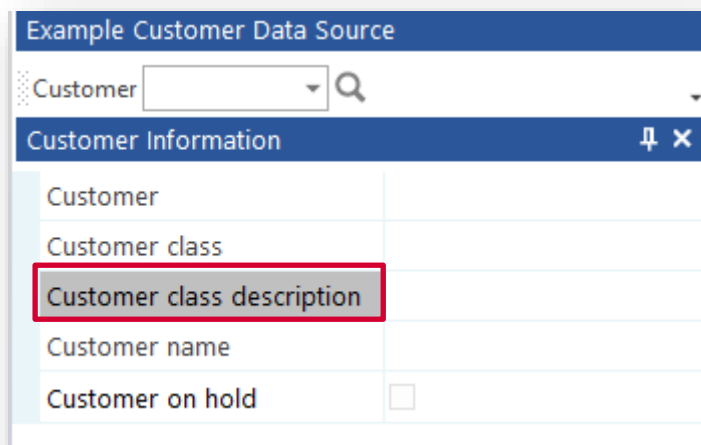 Example Customer Data Source
Customer
Customer Information
Customer
Customer class
Customer class description
Customer name
Customer on hold